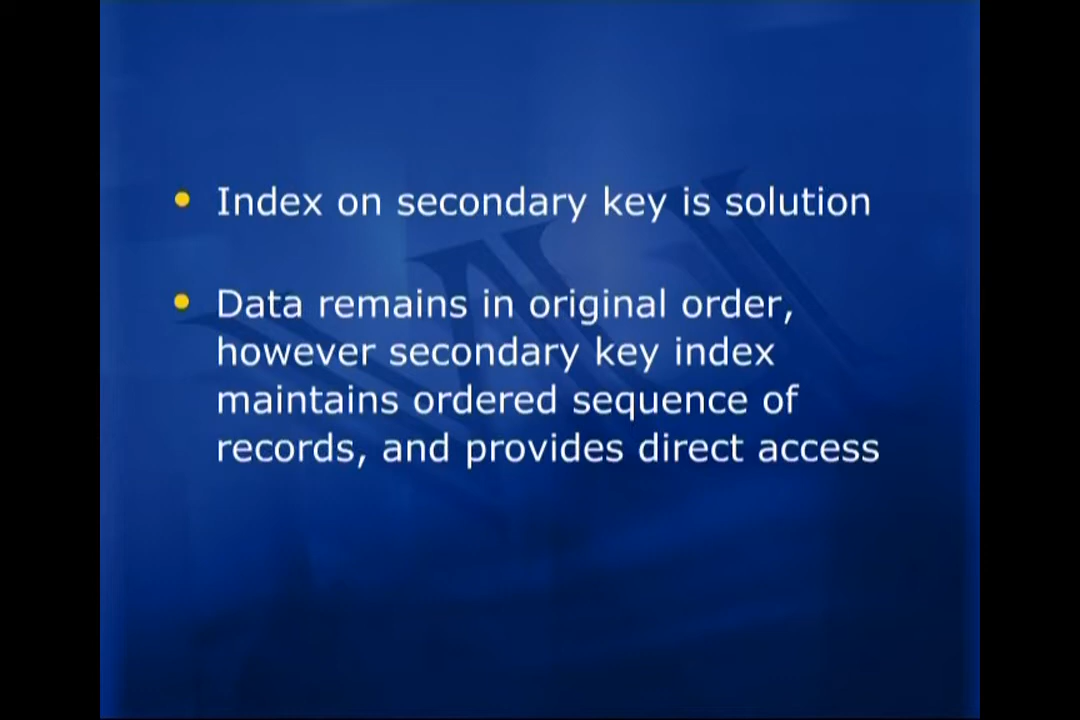 Index on secondary key is solution
Data remains in original order,
however secondary key index
maintains ordered sequence of
records, and provides direct access